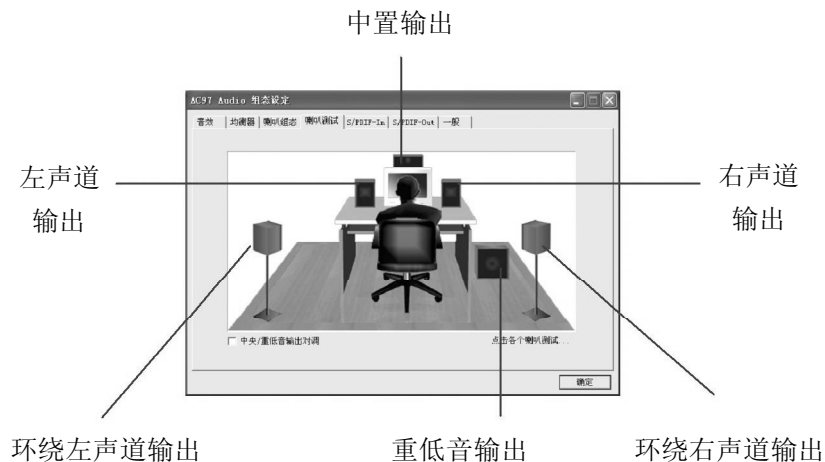 中置输出
AC97 Audio 组态设定
音效 均衡器 喇叭组态 喇叭测试 S/PDIF-In S/PDIF-Out 一般
左声道
输出
右声道
输出
中央/重低音输出对调
点击各个喇叭测试...
确定
环绕左声道输出
重低音输出
环绕右声道输出